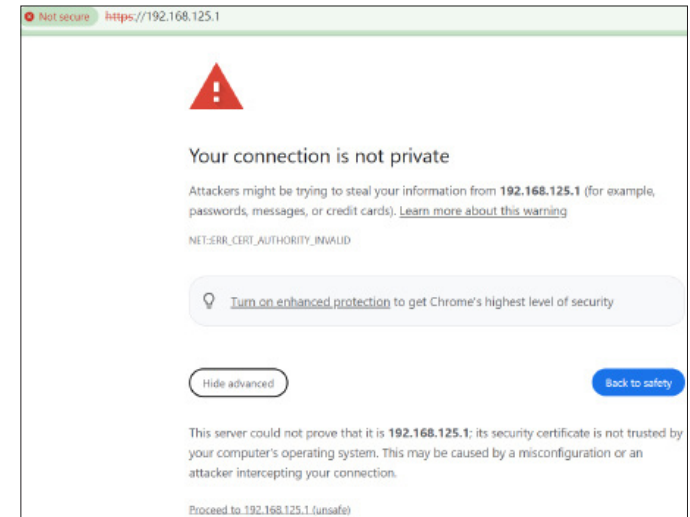 Not secure https://192.168.125.1
Your connection is not private
Attackers might be trying to steal your information from 192.168.125.1 (for example,
passwords, messages, or credit cards). Learn more about this warning
NET::ERR_CERT_AUTHORITY_INVALID
Turn on enhanced protection to get Chrome's highest level of security
Hide advanced
Back to safety
This server could not prove that it is 192.168.125.1; its security certificate is not trusted by
your computer's operating system. This may be caused by a misconfiguration or an
attacker intercepting your connection.
Proceed to 192.168.125.1 (unsafe)